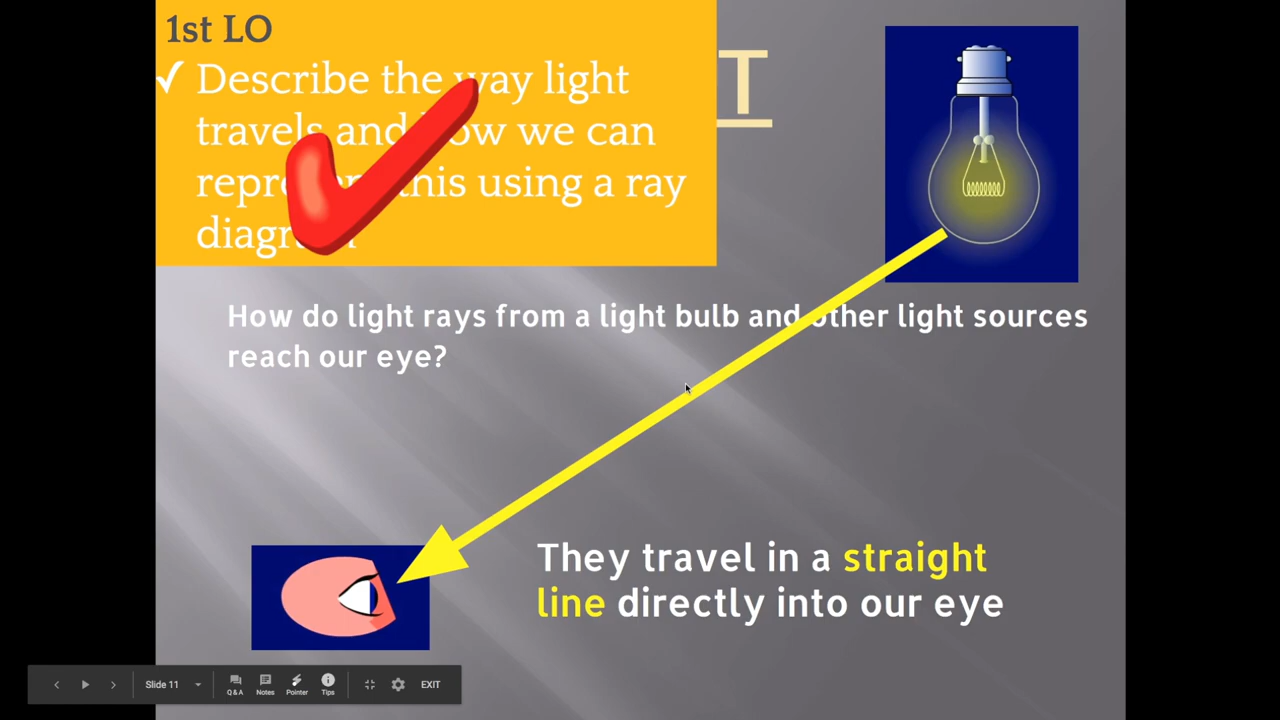 1st LO
✓ Describe the way light
travels and how we can
represent this using a ray
diagram
T
How do light rays from a light bulb and other light sources
reach our eye?
They travel in a straight
line directly into our eye
Slide 11
Q & A
Notes
Pointer
Tips
EXIT